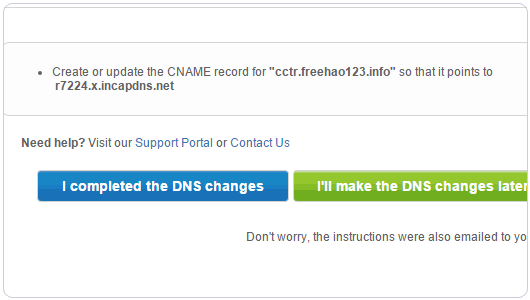 Create or update the CNAME record for "cctr.freehao123.info" so that it points to
r7224.x.incapdns.net
Need help? Visit our Support Portal or Contact Us
I completed the DNS changes
I'll make the DNS changes later
Don't worry, the instructions were also emailed to yo